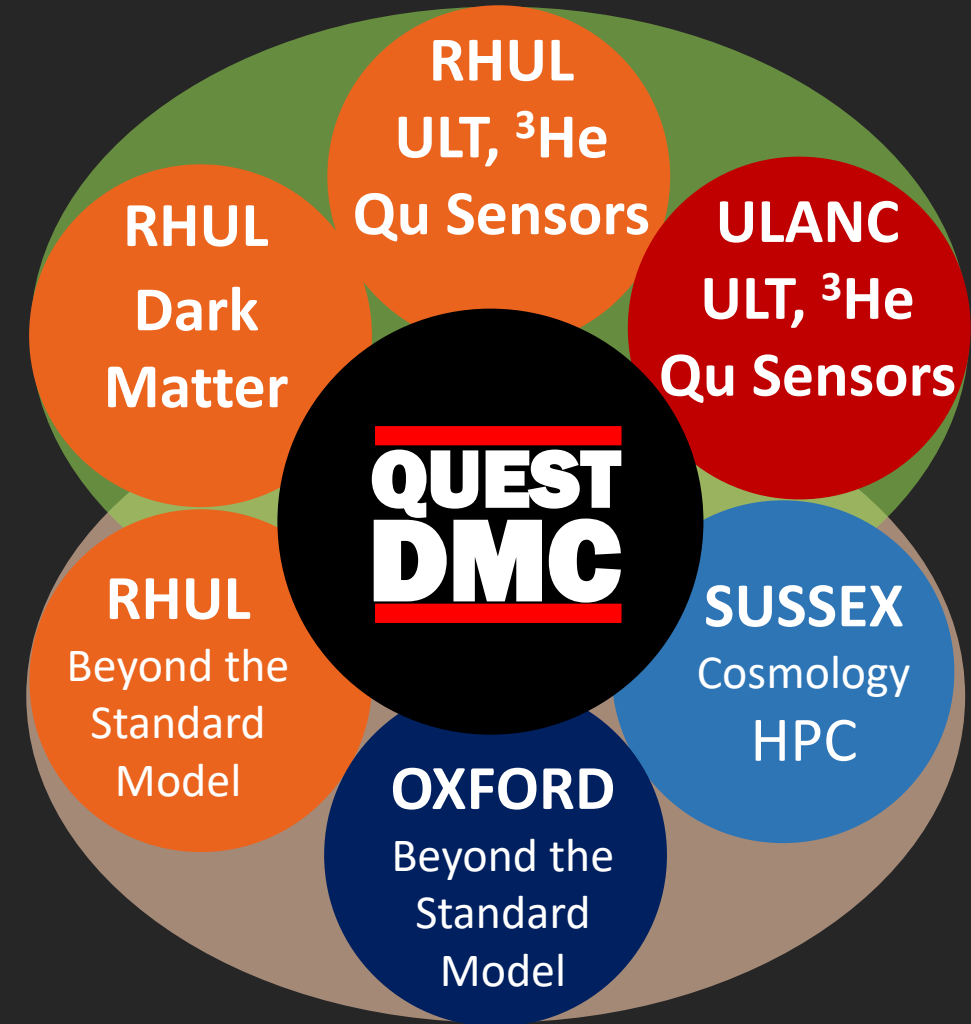 RHUL
ULT, ³He
Qu Sensors
RHUL
Dark
Matter
ULANC
ULT, ³He
Qu Sensors
QUEST
DMC
RHUL
Beyond the
Standard
Model
SUSSEX
Cosmology
HPC
OXFORD
Beyond the
Standard
Model